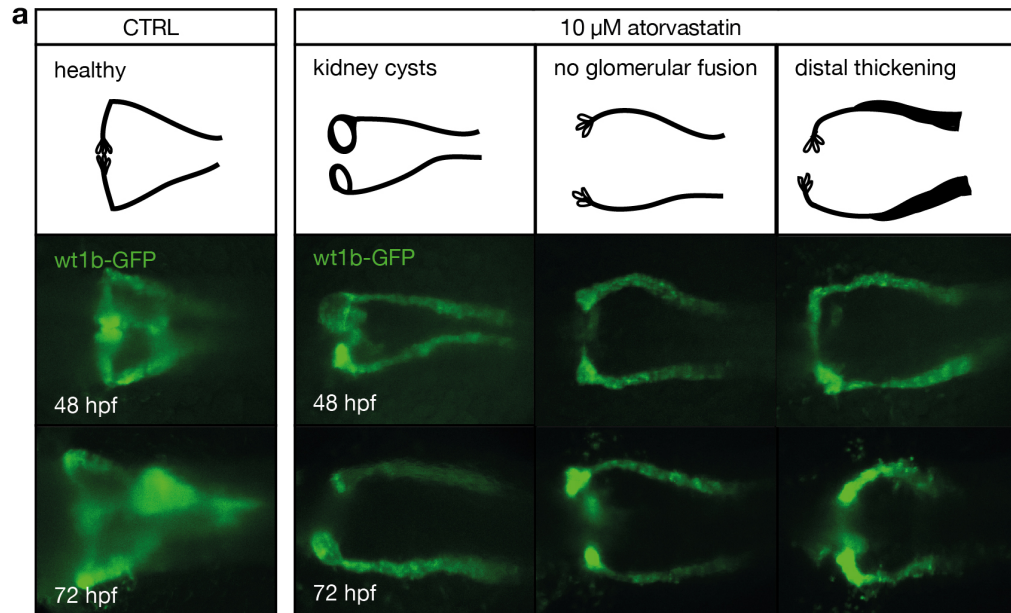 a
CTRL
10 µM atorvastatin
healthy
kidney cysts
no glomerular fusion
distal thickening
wt1b-GFP
wt1b-GFP
48 hpf
48 hpf
72 hpf
72 hpf